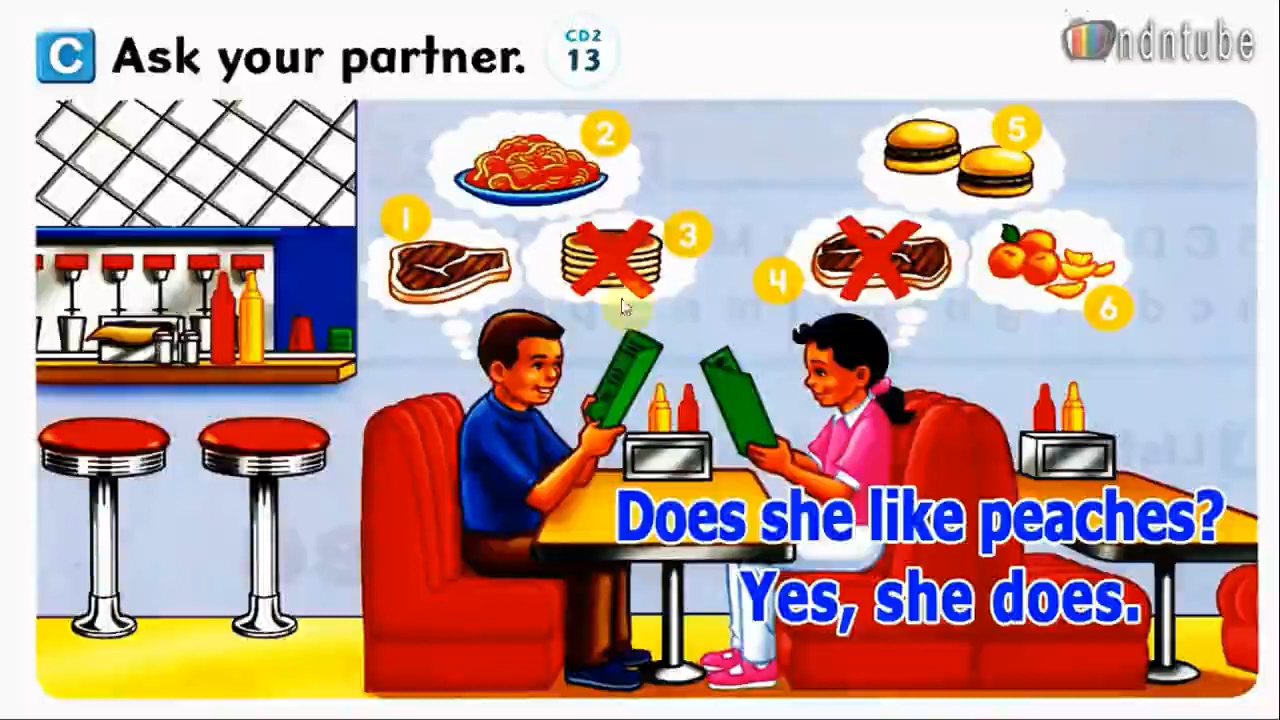 C Ask your partner. CD2 13
ndntube
2
5
1
3
4
6
Does she like peaches?
Yes, she does.